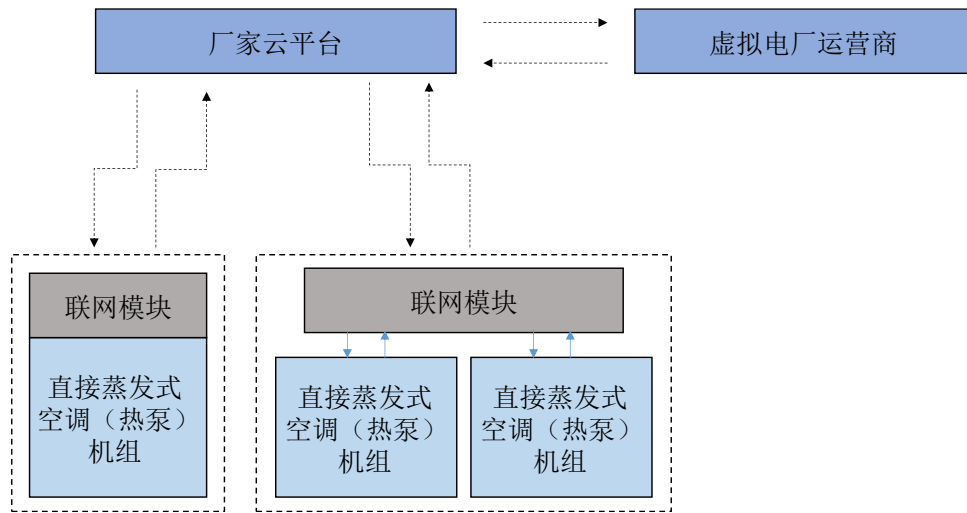 厂家云平台
虚拟电厂运营商
联网模块
直接蒸发式
空调（热泵）
机组
联网模块
直接蒸发式
空调（热泵）
机组
直接蒸发式
空调（热泵）
机组